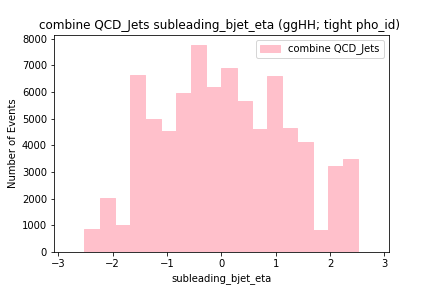 combine QCD_Jets subleading_bjet_eta (ggHH; tight pho_id)
combine QCD_Jets
Number of Events
8000
7000
6000
5000
4000
3000
2000
1000
0
−3 −2 −1 0 1 2 3
subleading_bjet_eta